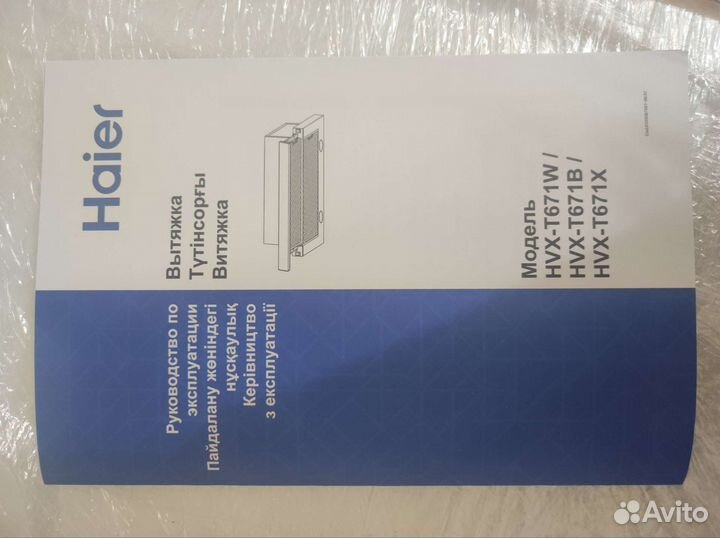 Haier
Вытяжка
Түтінсорғы
Витяжка
Модель
HVX-T671W /
HVX-T671B /
HVX-T671X
Руководство по
эксплуатации
Пайдалану жөніндегі
нұсқаулық
Керівництво
з експлуатації
Avito